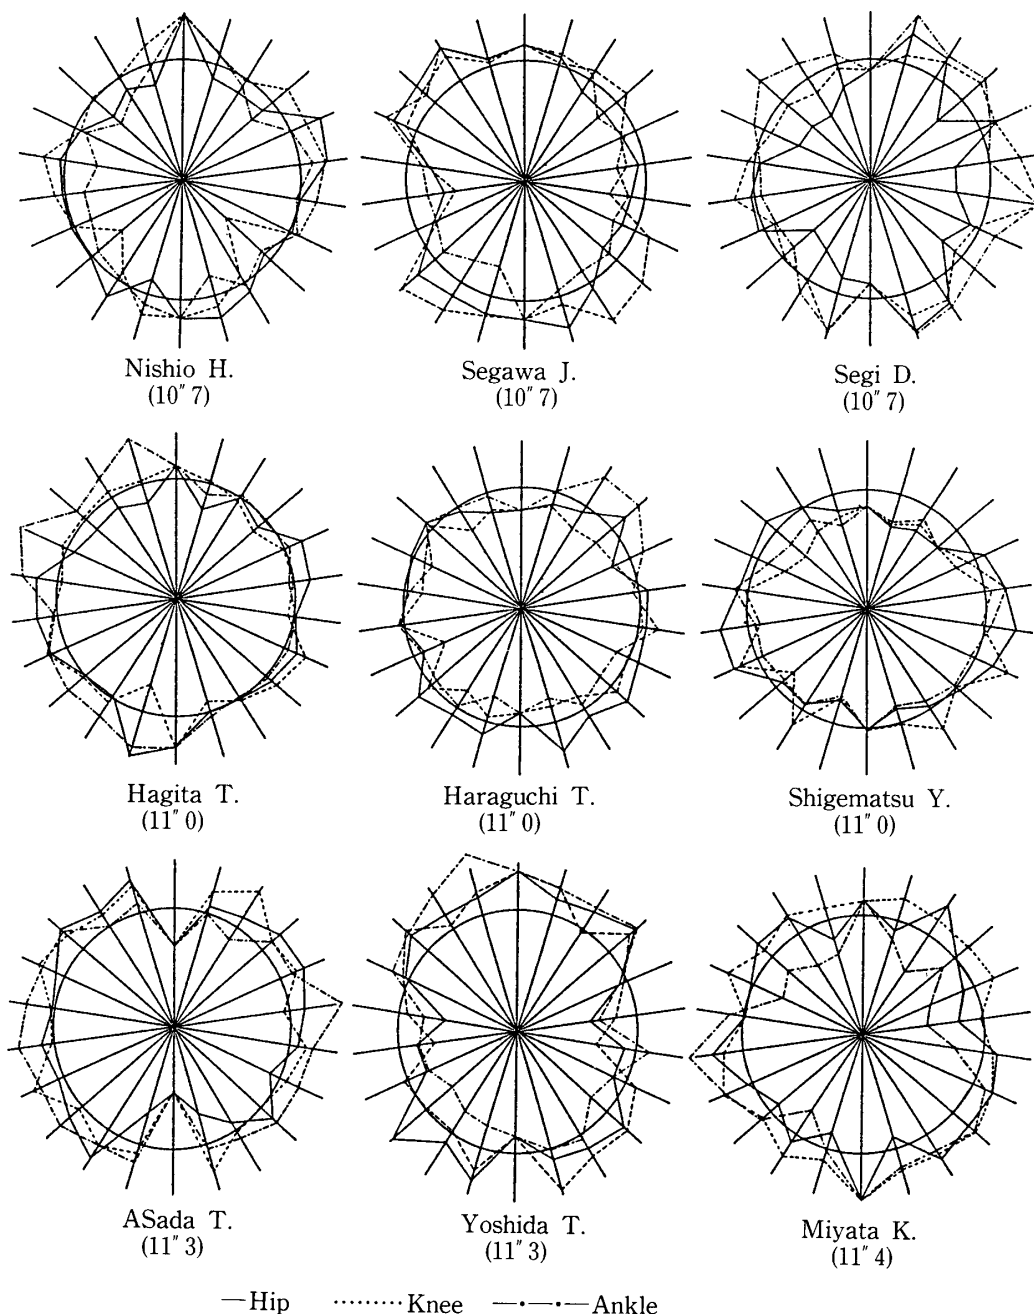 Nishio H.
(10″ 7)
Segawa J.
(10″ 7)
Segi D.
(10″ 7)
Hagita T.
(11″ 0)
Haraguchi T.
(11″ 0)
Shigematsu Y.
(11″ 0)
ASada T.
(11″ 3)
Yoshida T.
(11″ 3)
Miyata K.
(11″ 4)
Hip Knee Ankle